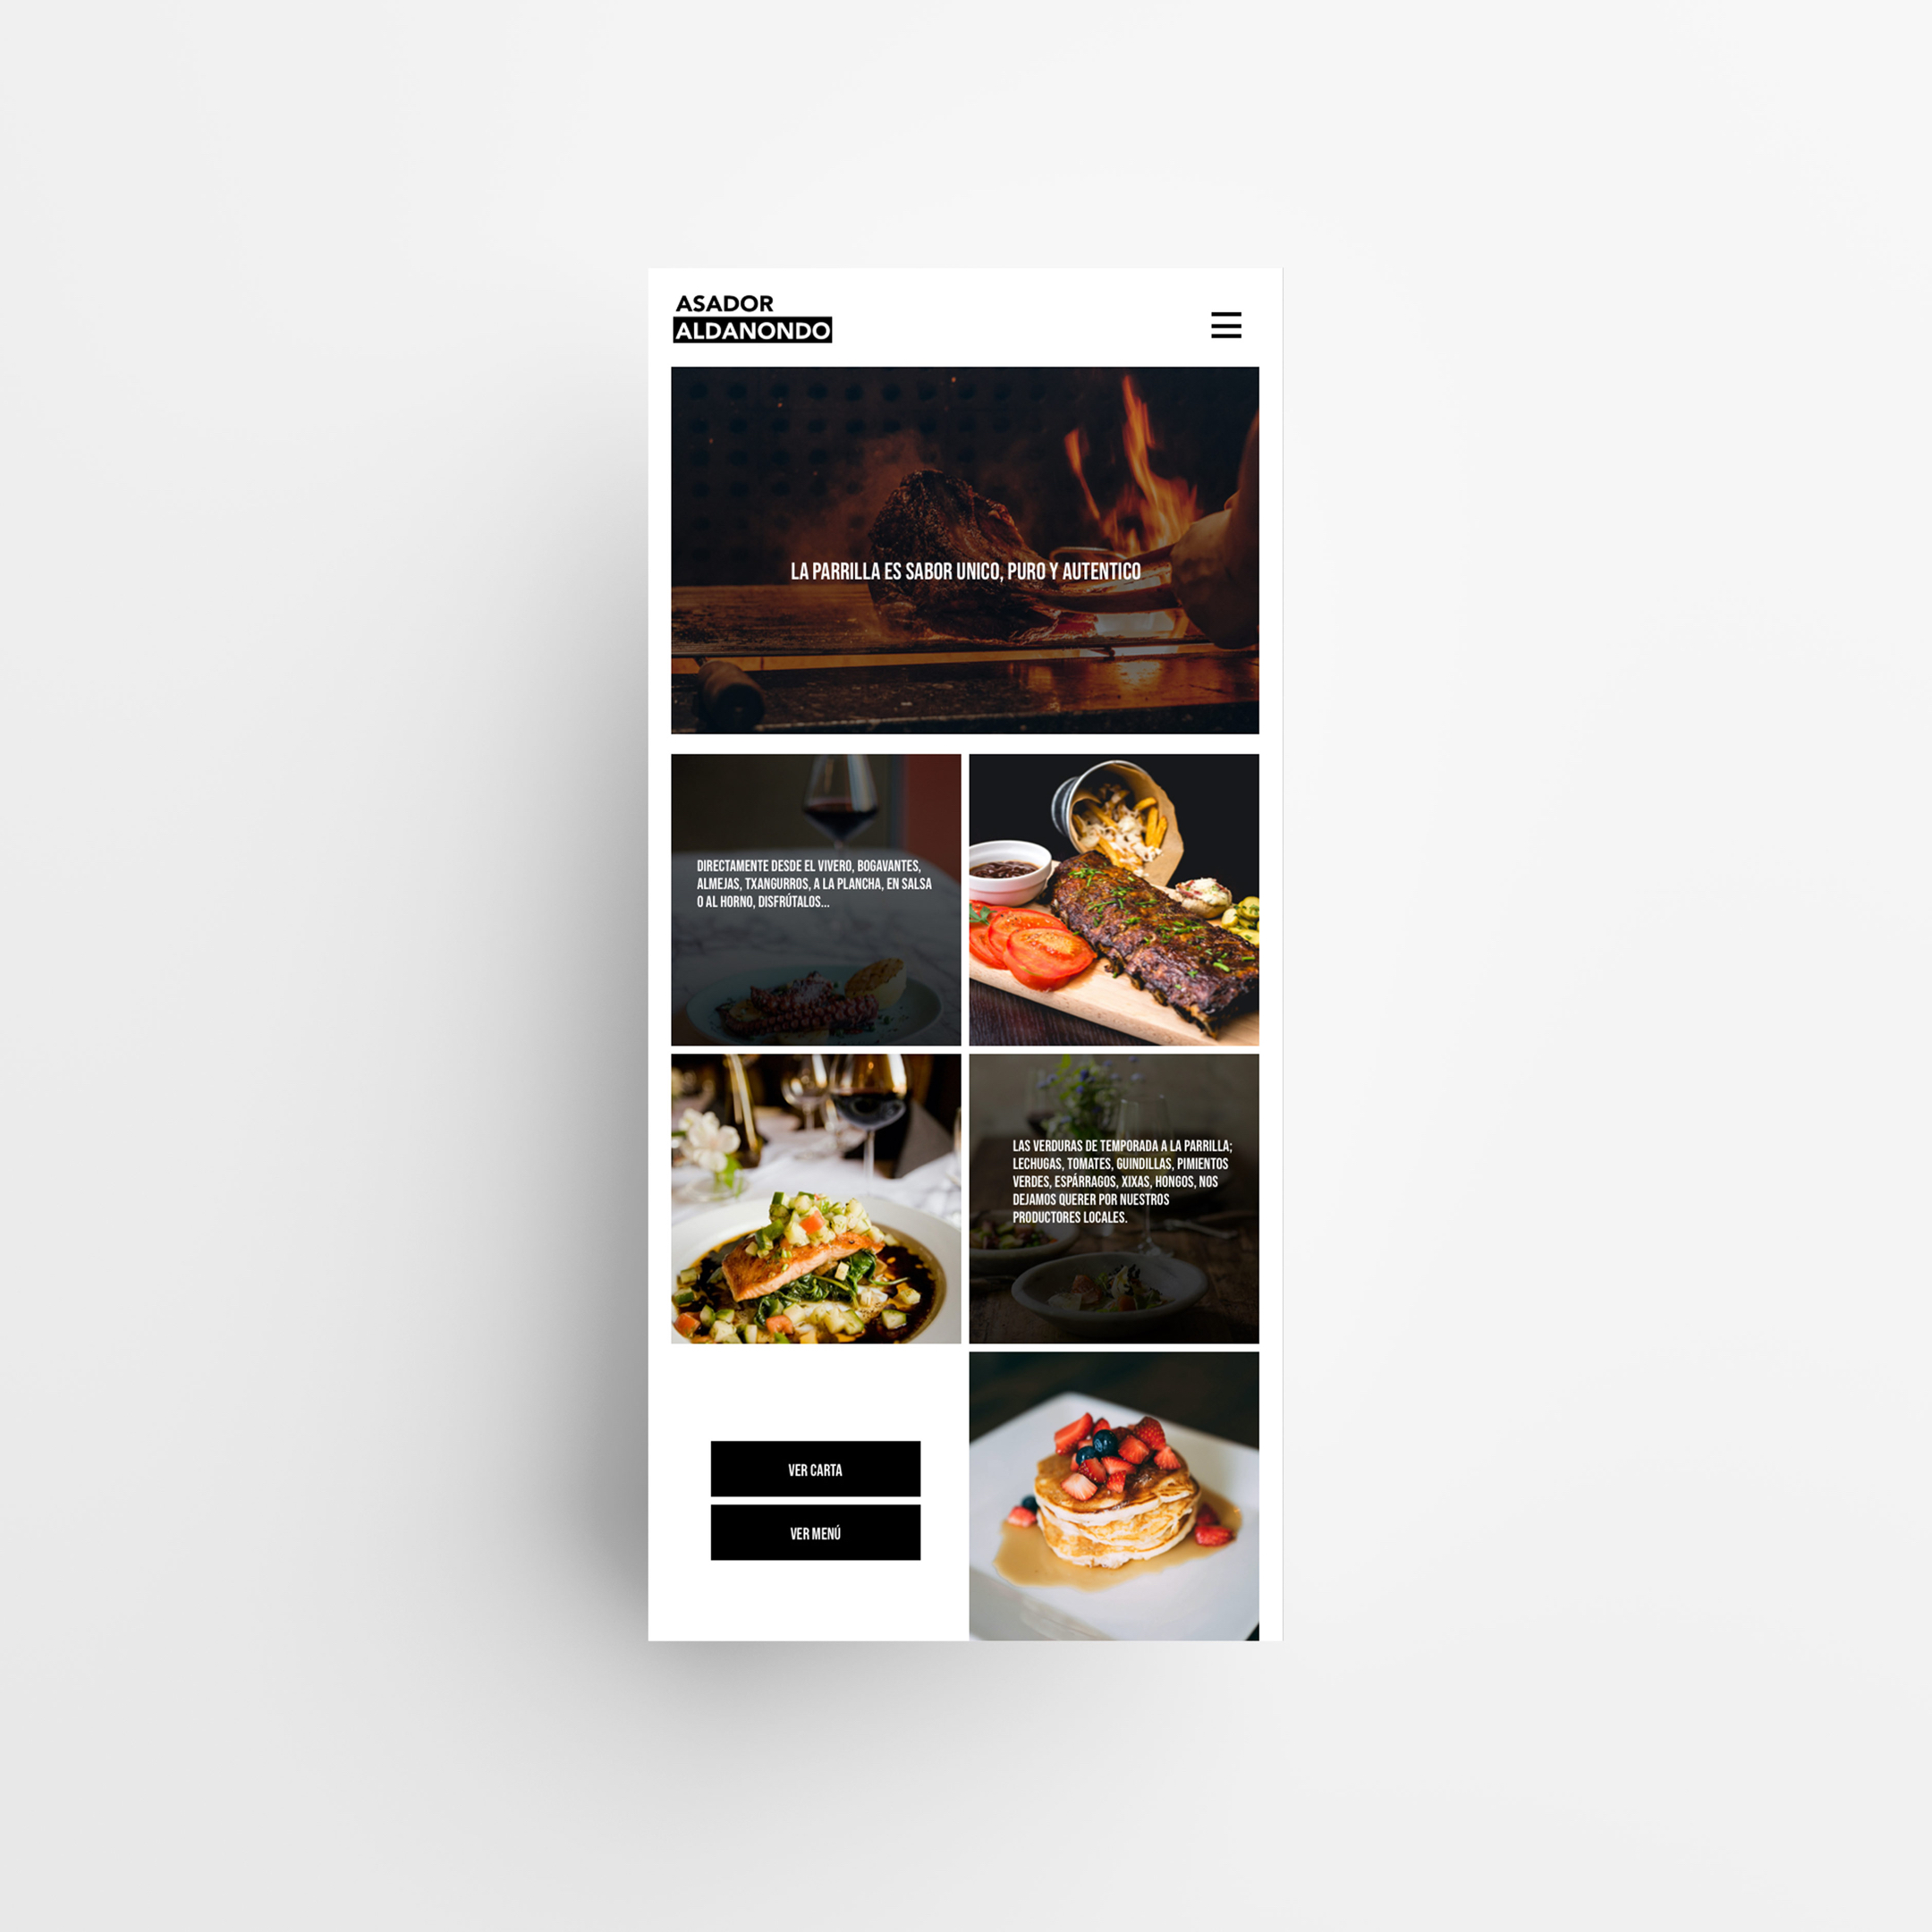 ASADOR
ALDANONDO
LA PARRILLA ES SABOR UNICO, PURO Y AUTENTICO
DIRECTAMENTE DESDE EL VIVERO, BOGAVANTES,
ALMEJAS, TXANGURROS, A LA PLANCHA, EN SALSA
O AL HORNO, DISFRÚTALOS...
LAS VERDURAS DE TEMPORADA A LA PARRILLA;
LECHUGAS, TOMATES, GUINDILLAS, PIMIENTOS
VERDES, ESPÁRRAGOS, XIXAS, HONGOS, NOS
DEJAMOS QUERER POR NUESTROS
PRODUCTORES LOCALES.
VER CARTA
VER MENÚ